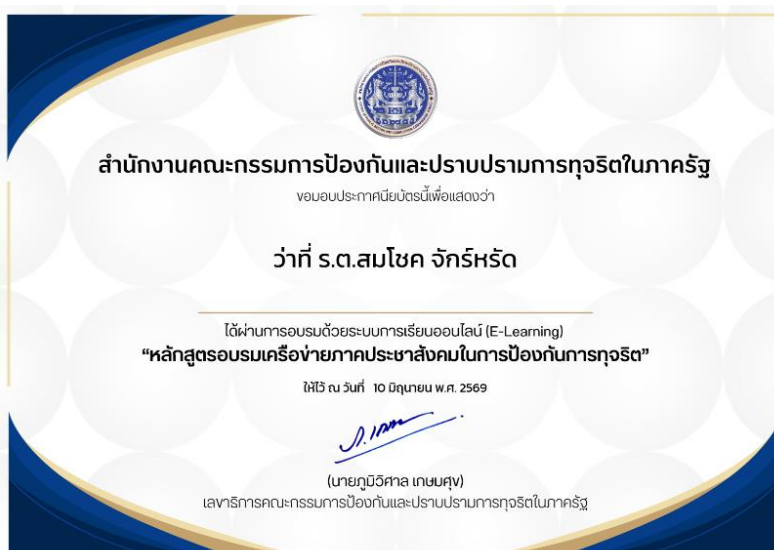 สำนักงานคณะกรรมการป้องกันและปราบปรามการทุจริตในภาครัฐ
ขอมอบประกาศนียบัตรนี้เพื่อแสดงว่า
ว่าที่ ร.ต.สมโชค จักร์หรัด
ได้ผ่านการอบรมด้วยระบบการเรียนออนไลน์ (E-Learning)
“หลักสูตรอบรมเครือข่ายภาคประชาสังคมในการป้องกันการทุจริต”
ให้ไว้ ณ วันที่ 10 มิถุนายน พ.ศ. 2569
(นายภูมิวิศาล เกษมศุข)
เลขาธิการคณะกรรมการป้องกันและปราบปรามการทุจริตในภาครัฐ